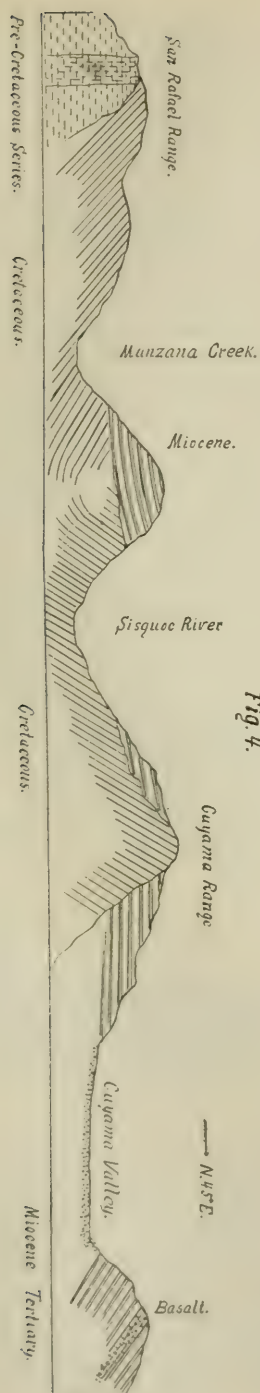 Fig. 4.
San Rafael Range.
Manzana Creek.
Miocene.
Sisquoc River
Cuyama Range
Cuyama Valley.
N. 45° E.
Basalt.
Pre-Cretaceous Series.
Cretaceous.
Cretaceous.
Miocene Tertiary.